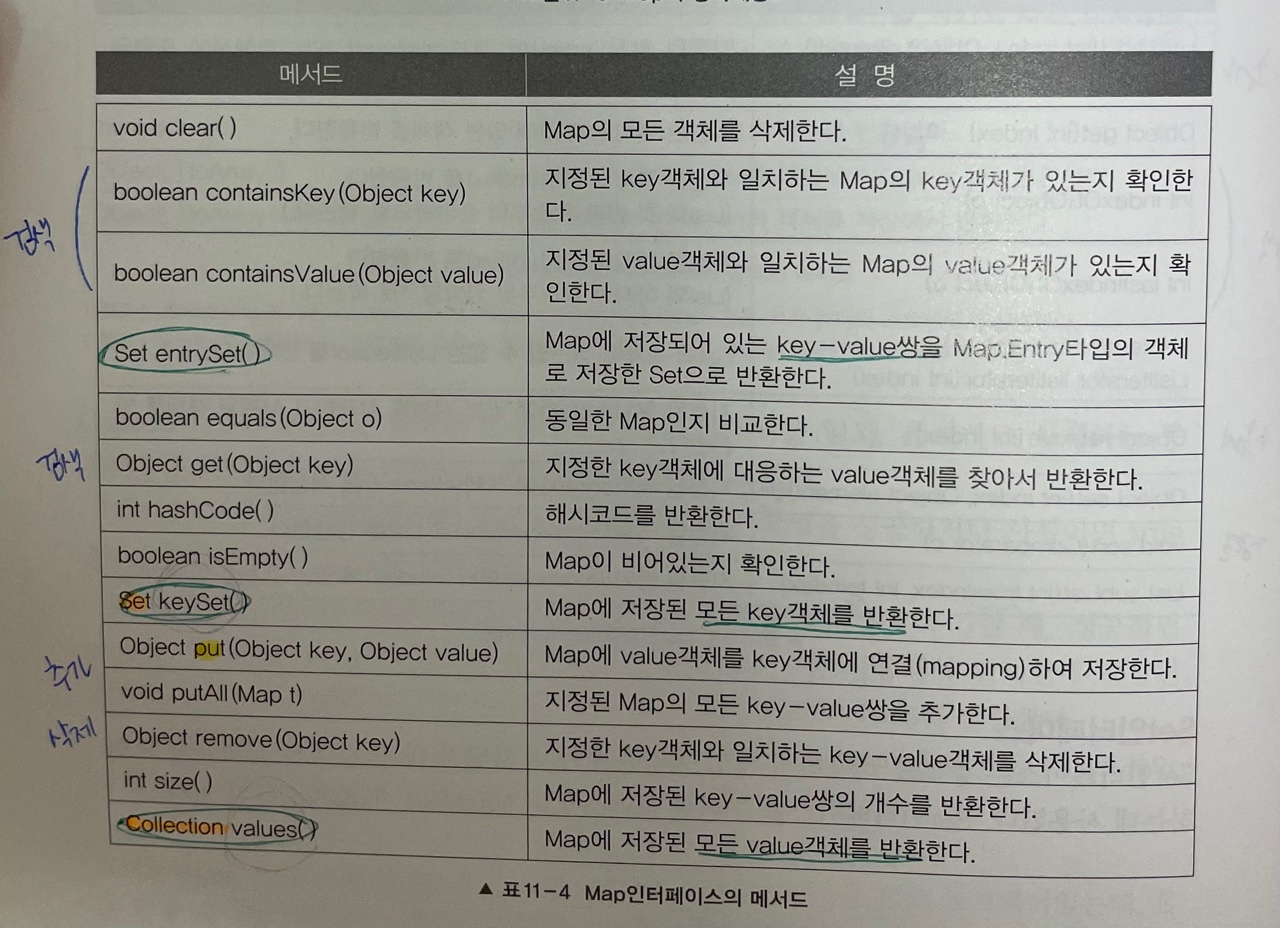 메서드
설 명
void clear( )
Map의 모든 객체를 삭제한다.
검색
boolean containsKey(Object key)
지정된 key객체와 일치하는 Map의 key객체가 있는지 확인한
다.
boolean containsValue(Object value)
지정된 value객체와 일치하는 Map의 value객체가 있는지 확
인한다.
Set entrySet( )
Map에 저장되어 있는 key-value쌍을 Map.Entry타입의 객체
로 저장한 Set으로 반환한다.
boolean equals(Object o)
동일한 Map인지 비교한다.
검색
Object get(Object key)
지정한 key객체에 대응하는 value객체를 찾아서 반환한다.
int hashCode( )
해시코드를 반환한다.
boolean isEmpty( )
Map이 비어있는지 확인한다.
Set keySet( )
Map에 저장된 모든 key객체를 반환한다.
추가
Object put(Object key, Object value)
Map에 value객체를 key객체에 연결(mapping)하여 저장한다.
void putAll(Map t)
지정된 Map의 모든 key-value쌍을 추가한다.
삭제
Object remove(Object key)
지정한 key객체와 일치하는 key-value객체를 삭제한다.
int size( )
Map에 저장된 key-value쌍의 개수를 반환한다.
Collection values( )
Map에 저장된 모든 value객체를 반환한다.
▲ 표11-4 Map인터페이스의 메서드